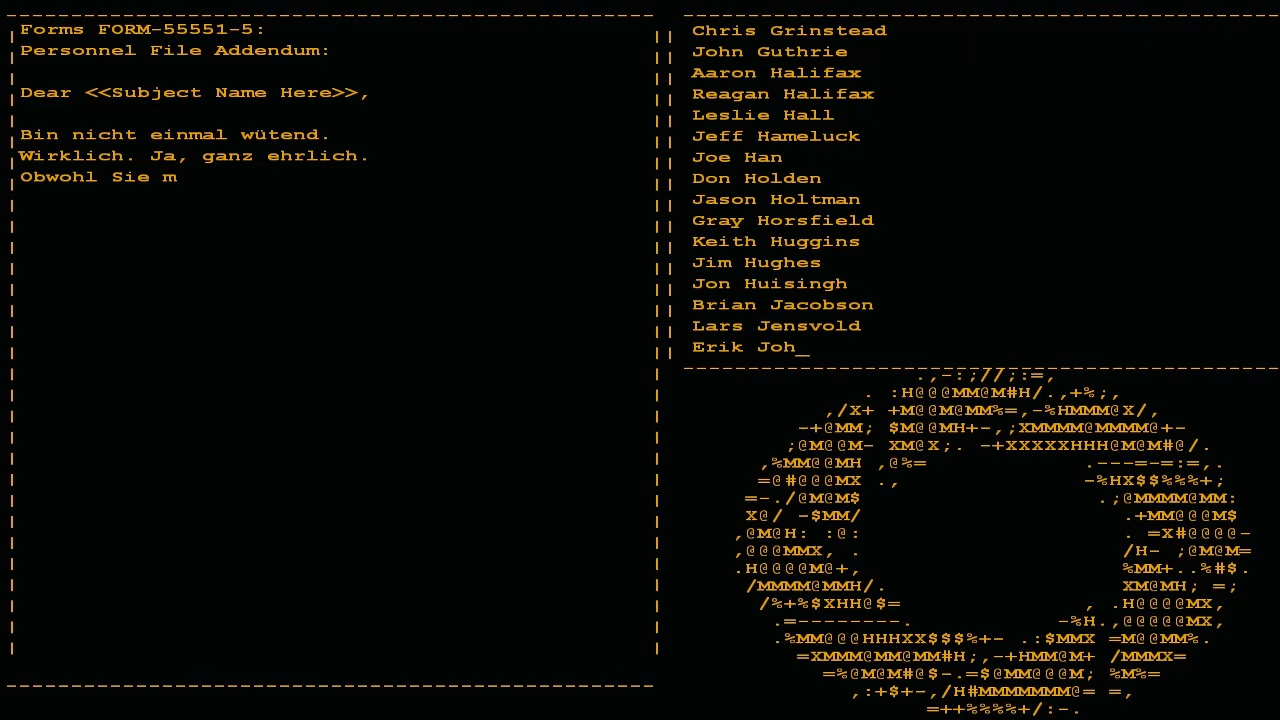 Forms FORM-55551-5:
Personnel File Addendum:
Dear <<Subject Name Here>>,
Bin nicht einmal wütend.
Wirklich. Ja, ganz ehrlich.
Obwohl Sie m
Chris Grinstead
John Guthrie
Aaron Halifax
Reagan Halifax
Leslie Hall
Jeff Hameluck
Joe Han
Don Holden
Jason Holtman
Gray Horsfield
Keith Huggins
Jim Hughes
Jon Huisingh
Brian Jacobson
Lars Jensvold
Erik Joh_